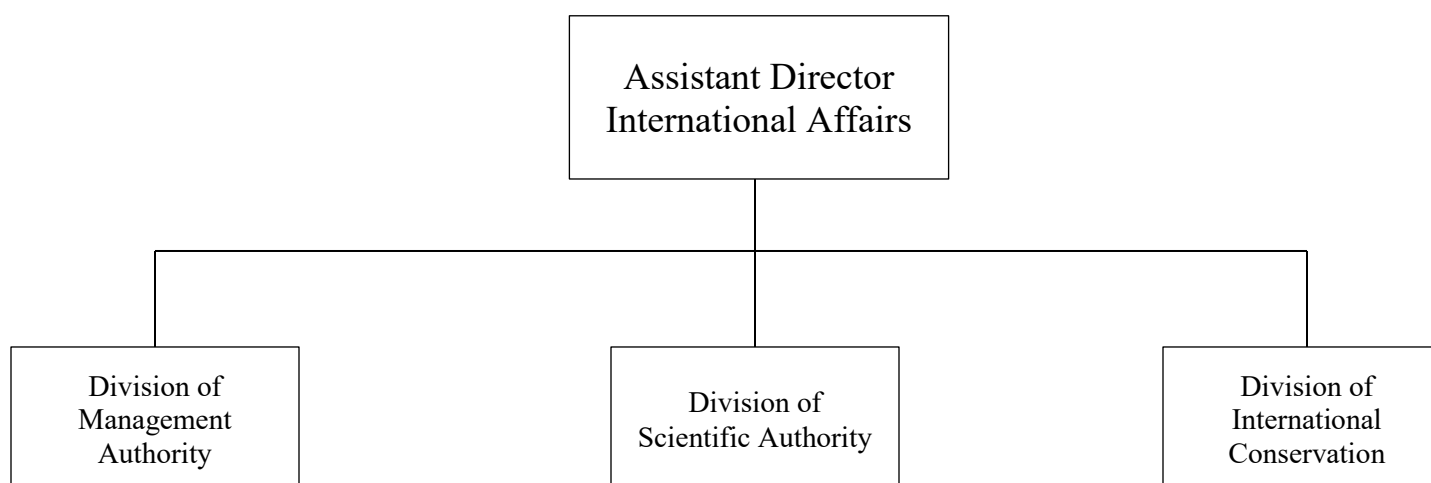 Assistant Director
International Affairs
Division of
Management
Authority
Division of
Scientific Authority
Division of
International
Conservation